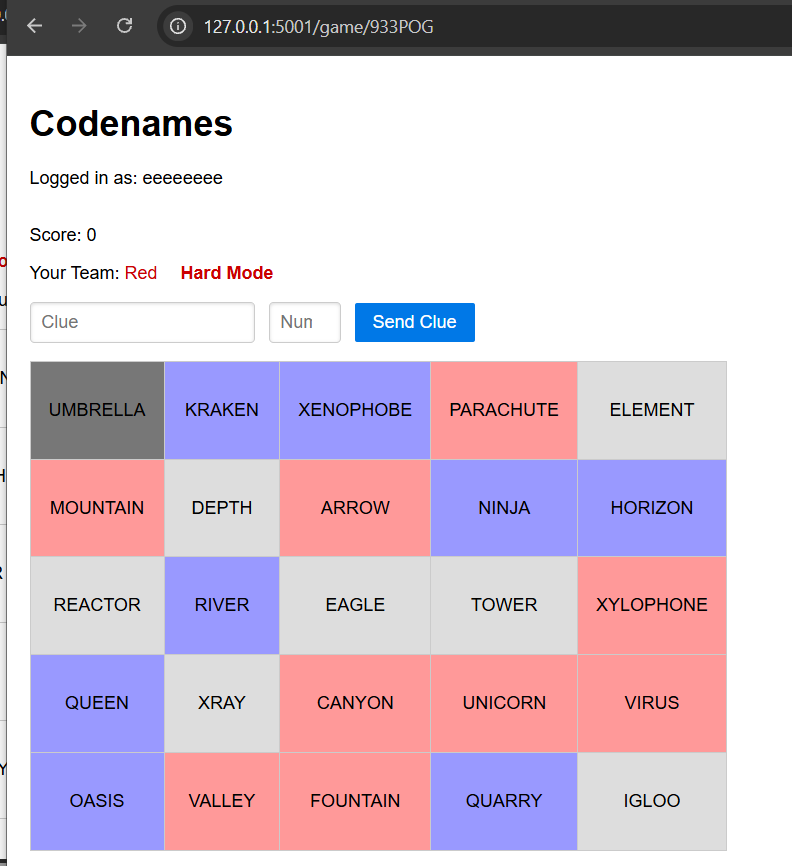 127.0.0.1:5001/game/933POG
Codenames
Logged in as: eeeeeeee
Score: 0
Your Team: Red Hard Mode
Clue Nun Send Clue
UMBRELLA KRAKEN XENOPHOBE PARACHUTE ELEMENT
MOUNTAIN DEPTH ARROW NINJA HORIZON
REACTOR RIVER EAGLE TOWER XYLOPHONE
QUEEN XRAY CANYON UNICORN VIRUS
OASIS VALLEY FOUNTAIN QUARRY IGLOO